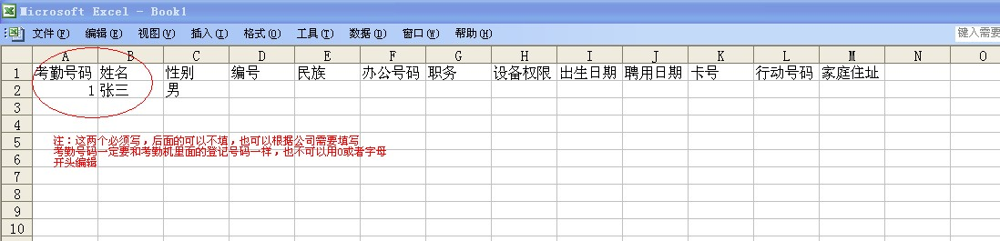 Microsoft Excel - Book1
文件(F) 编辑(E) 视图(V) 插入(I) 格式(O) 工具(T) 数据(D) 窗口(W) 帮助(H) 键入需要
A B C D E F G H I J K L M N O
1 考勤号码 姓名 性别 编号 民族 办公号码 职务 设备权限 出生日期 聘用日期 卡号 行动号码 家庭住址
2 1 张三 男
3
4
5 注：这两个必须写，后面的可以不填，也可以根据公司需要填写
6 考勤号码一定要和考勤机里面的登记号码一样，也不可以用0或者字母
开头编辑
7
8
9
10